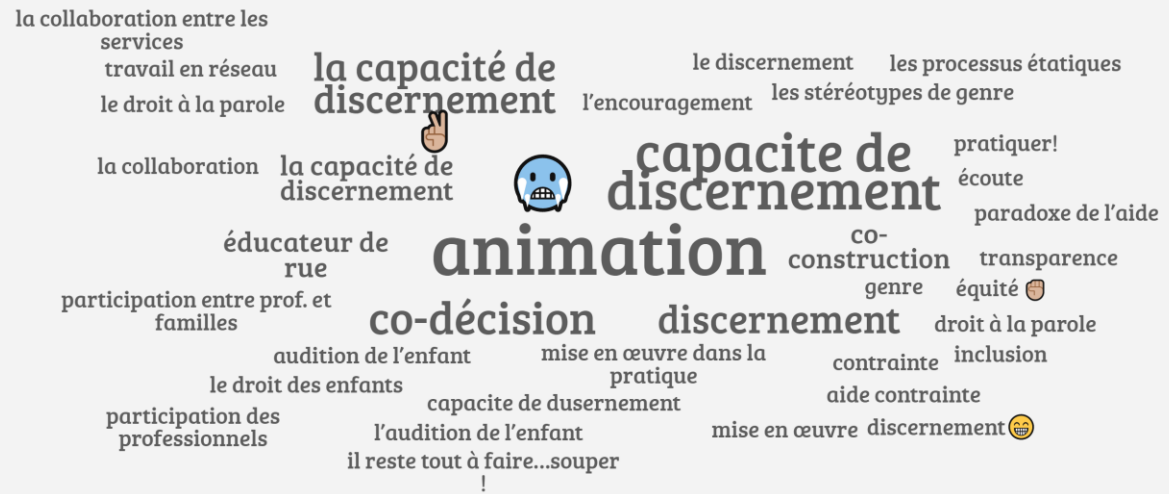 la collaboration entre les
services
travail en réseau
le droit à la parole
la capacité de
discernement ✌🏽
l'encouragement
le discernement
les processus étatiques
les stéréotypes de genre
la collaboration
la capacité de
discernement
🥶
capacite de
discernement
pratiquer!
écoute
paradoxe de l'aide
éducateur de
rue
animation
co-
construction
transparence
genre
équité ✊🏽
participation entre prof. et
familles
co-décision
discernement
droit à la parole
audition de l'enfant
mise en œuvre dans la
pratique
contrainte
inclusion
le droit des enfants
capacite de dusernement
aide contrainte
participation des
professionnels
l'audition de l'enfant
mise en œuvre
discernement 😁
il reste tout à faire...souper
!